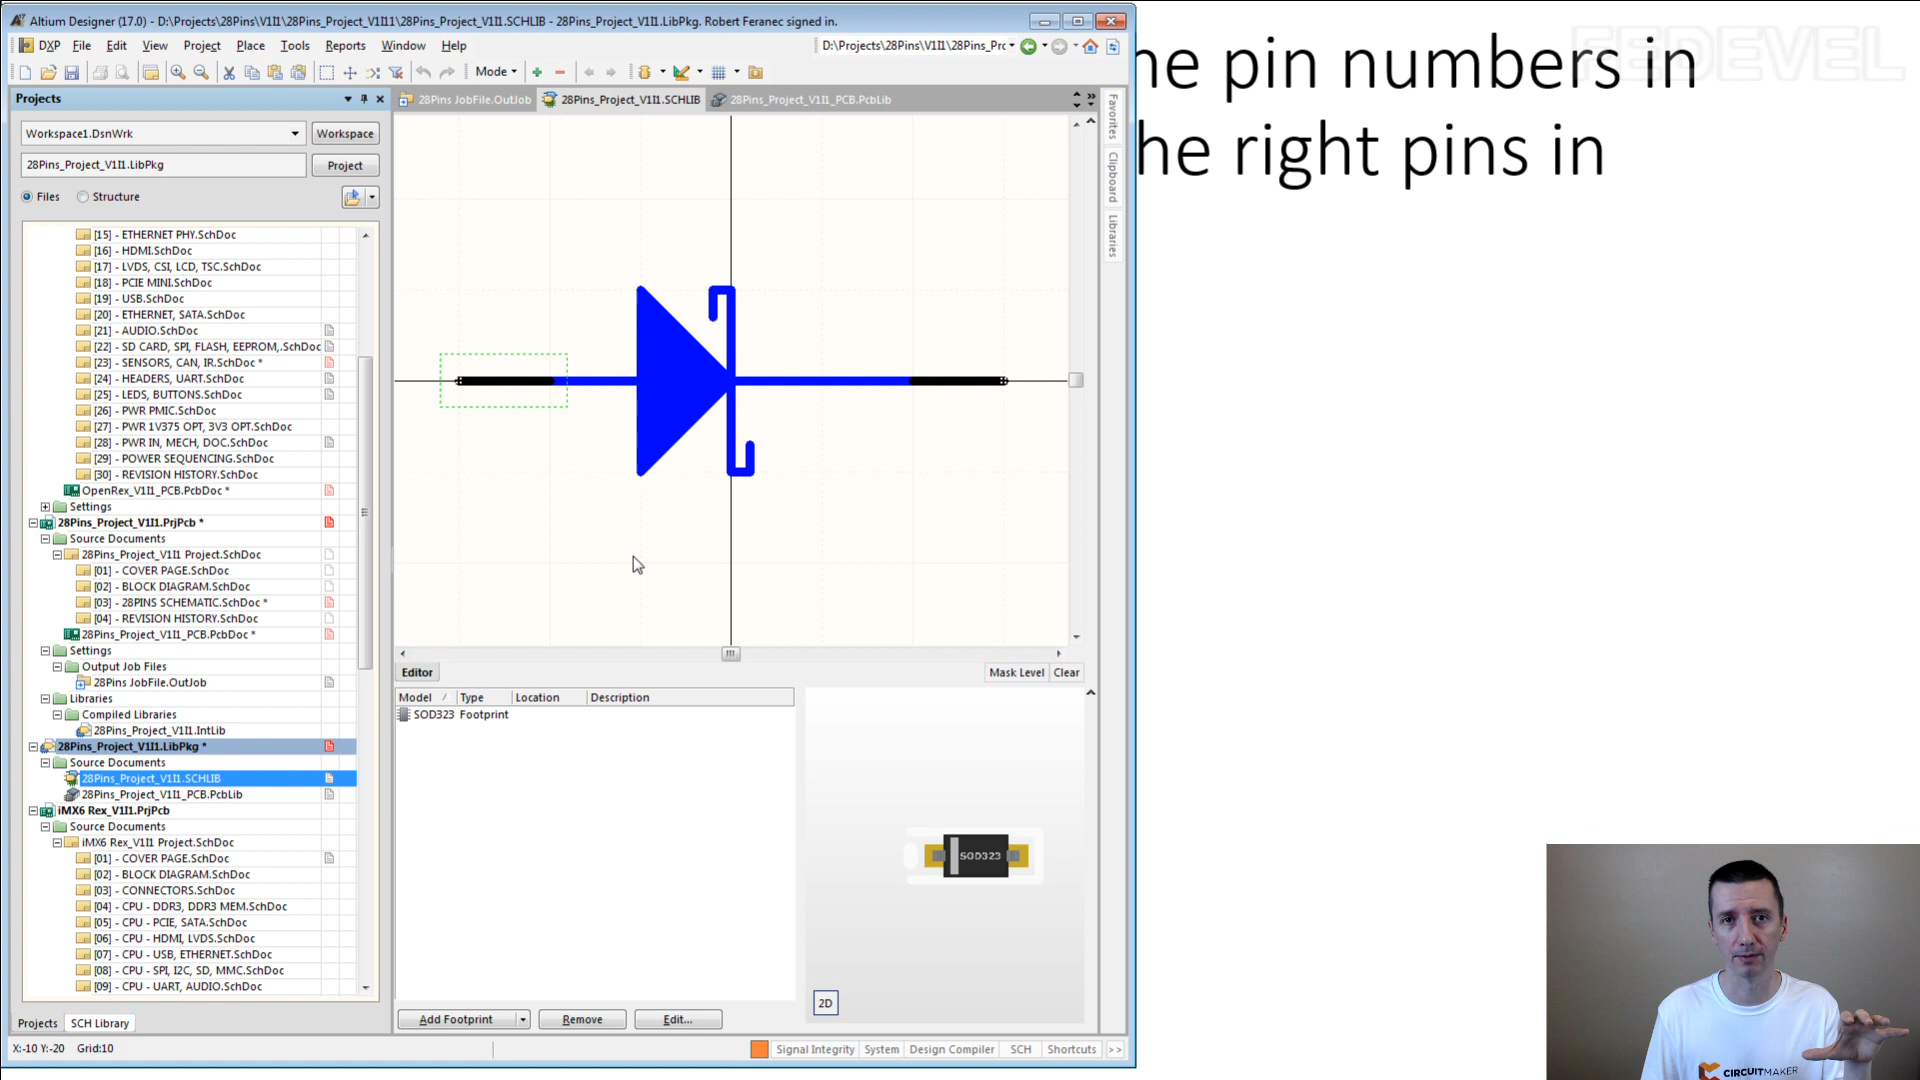 Altium Designer (17.0) - D:\Projects\28Pins\V1I1\28Pins_Project_V1I1\28Pins_Project_V1I1.SCHLIB - 28Pins_Project_V1I1.LibPkg. Robert Feranec signed in.
DXP File Edit View Project Place Tools Reports Window Help
D:\Projects\28Pins\V1I1\28Pins_Prc
Mode
he pin numbers in
FEDEVEL
he right pins in
Projects
28Pins JobFile.OutJob
28Pins_Project_V1I1.SCHLIB
28Pins_Project_V1I1_PCB.PcbLib
Favorites
Clipboard
Libraries
Workspace1.DsnWrk
Workspace
28Pins_Project_V1I1.LibPkg
Project
Files
Structure
[15] - ETHERNET PHY.SchDoc
[16] - HDMI.SchDoc
[17] - LVDS, CSI, LCD, TSC.SchDoc
[18] - PCIE MINI.SchDoc
[19] - USB.SchDoc
[20] - ETHERNET, SATA.SchDoc
[21] - AUDIO.SchDoc
[22] - SD CARD, SPI, FLASH, EEPROM,.SchDoc
[23] - SENSORS, CAN, IR.SchDoc *
[24] - HEADERS, UART.SchDoc
[25] - LEDS, BUTTONS.SchDoc
[26] - PWR PMIC.SchDoc
[27] - PWR 1V375 OPT, 3V3 OPT.SchDoc
[28] - PWR IN, MECH, DOC.SchDoc
[29] - POWER SEQUENCING.SchDoc
[30] - REVISION HISTORY.SchDoc
OpenRex_V1I1_PCB.PcbDoc *
Settings
28Pins_Project_V1I1.PrjPcb *
Source Documents
28Pins_Project_V1I1 Project.SchDoc
[01] - COVER PAGE.SchDoc
[02] - BLOCK DIAGRAM.SchDoc
[03] - 28PINS SCHEMATIC.SchDoc *
[04] - REVISION HISTORY.SchDoc
28Pins_Project_V1I1_PCB.PcbDoc *
Settings
Output Job Files
28Pins JobFile.OutJob
Libraries
Compiled Libraries
28Pins_Project_V1I1.IntLib
28Pins_Project_V1I1.LibPkg *
Source Documents
28Pins_Project_V1I1.SCHLIB
28Pins_Project_V1I1_PCB.PcbLib
iMX6 Rex_V1I1.PrjPcb
Source Documents
iMX6 Rex_V1I1 Project.SchDoc
[01] - COVER PAGE.SchDoc
[02] - BLOCK DIAGRAM.SchDoc
[03] - CONNECTORS.SchDoc
[04] - CPU - DDR3, DDR3 MEM.SchDoc
[05] - CPU - PCIE, SATA.SchDoc
[06] - CPU - HDMI, LVDS.SchDoc
[07] - CPU - USB, ETHERNET.SchDoc
[08] - CPU - SPI, I2C, SD, MMC.SchDoc
[09] - CPU - UART, AUDIO.SchDoc
Projects SCH Library
Editor
Mask Level Clear
Model / Type Location Description
SOD323 Footprint
SOD323
2D
Add Footprint
Remove
Edit...
X:-10 Y:-20 Grid:10
Signal Integrity System Design Compiler SCH Shortcuts >>
CIRCUITMAKER